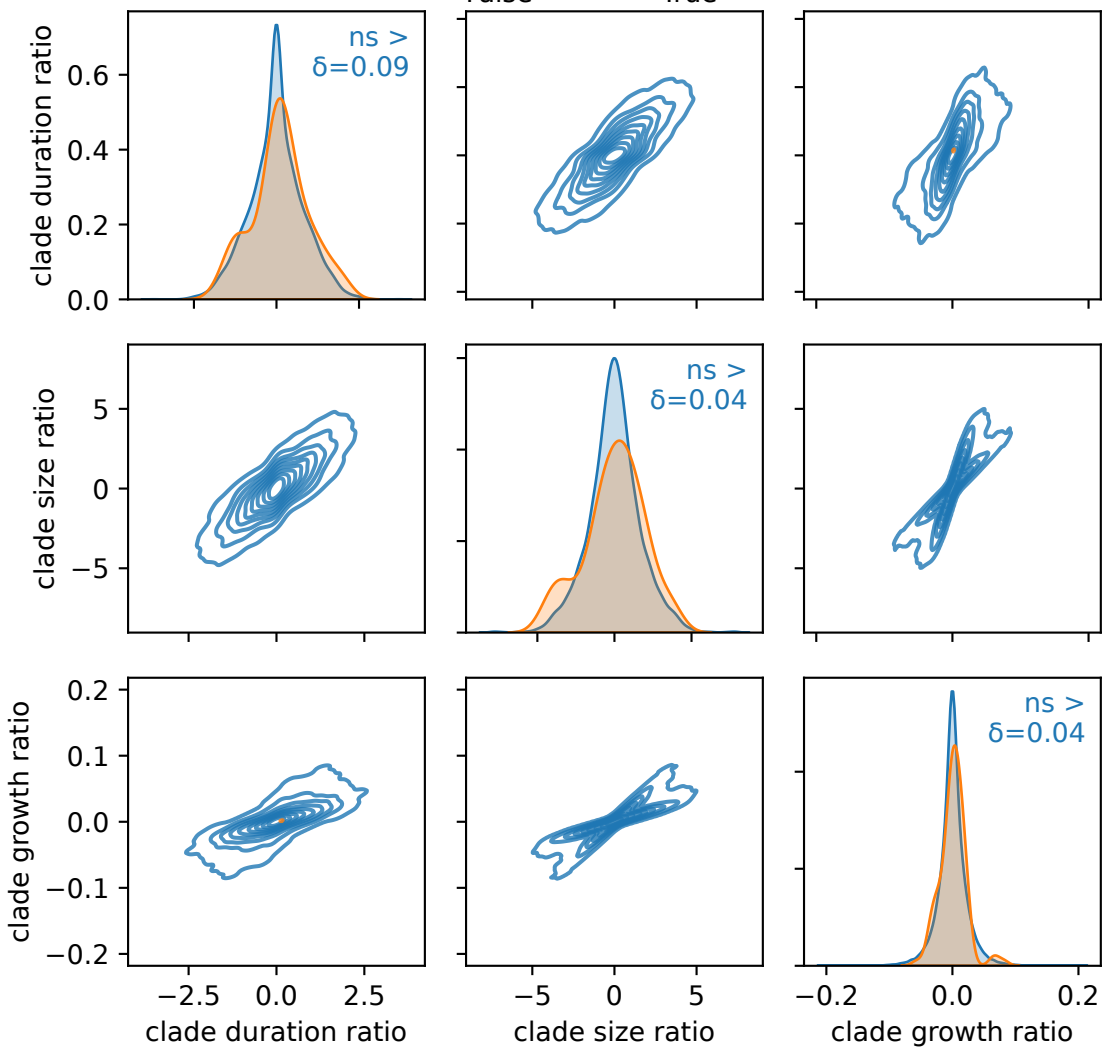 False True
clade duration ratio
0.6
0.4
0.2
0.0
ns >
δ=0.09
clade size ratio
5
0
−5
ns >
δ=0.04
clade growth ratio
0.2
0.1
0.0
−0.1
−0.2
ns >
δ=0.04
−2.5 0.0 2.5
−5 0 5
−0.2 0.0 0.2
clade duration ratio
clade size ratio
clade growth ratio